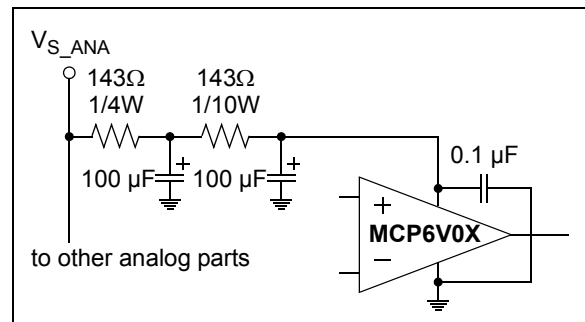 V_S_ANA
143Ω 143Ω
1/4W 1/10W
100 µF 100 µF
0.1 µF
MCP6V0X
to other analog parts